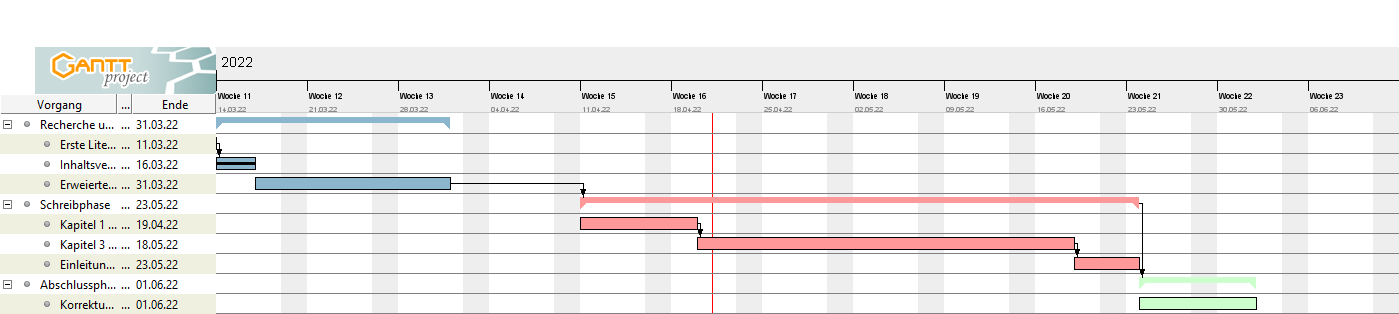 GANTT
project
2022
Woche 11 Woche 12 Woche 13 Woche 14 Woche 15 Woche 16 Woche 17 Woche 18 Woche 19 Woche 20 Woche 21 Woche 22 Woche 23
Vorgang ... Ende 14.03.22 21.03.22 28.03.22 04.04.22 11.04.22 18.04.22 25.04.22 02.05.22 09.05.22 16.05.22 23.05.22 30.05.22 06.06.22
Recherche u... ... 31.03.22
Erste Lite... ... 11.03.22
Inhaltsve... ... 16.03.22
Erweiterte... ... 31.03.22
Schreibphase ... 23.05.22
Kapitel 1 ... ... 19.04.22
Kapitel 3 ... ... 18.05.22
Einleitun... ... 23.05.22
Abschlussph... ... 01.06.22
Korrektu... ... 01.06.22